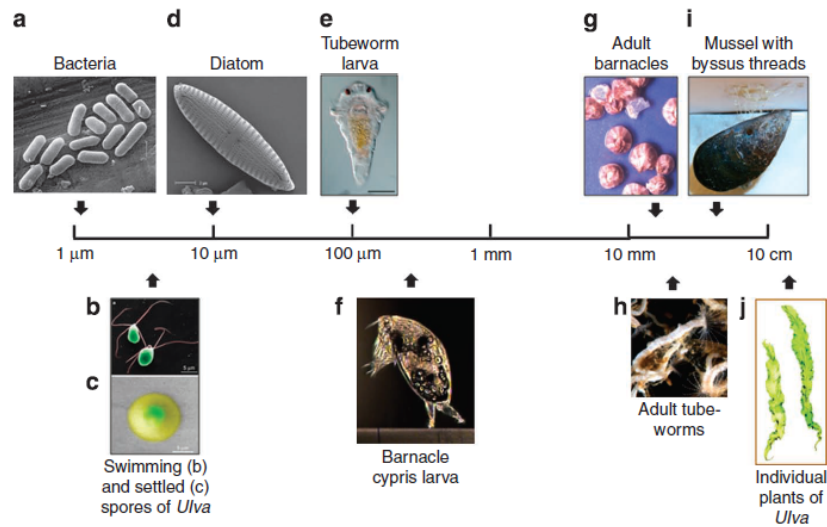 a
Bacteria
d
Diatom
e
Tubeworm
larva
g
Adult
barnacles
i
Mussel with
byssus threads
1 μm
10 μm
100 μm
1 mm
10 mm
10 cm
b
c
Swimming (b)
and settled (c)
spores of Ulva
f
Barnacle
cypris larva
h
Adult tube-
worms
j
Individual
plants of
Ulva